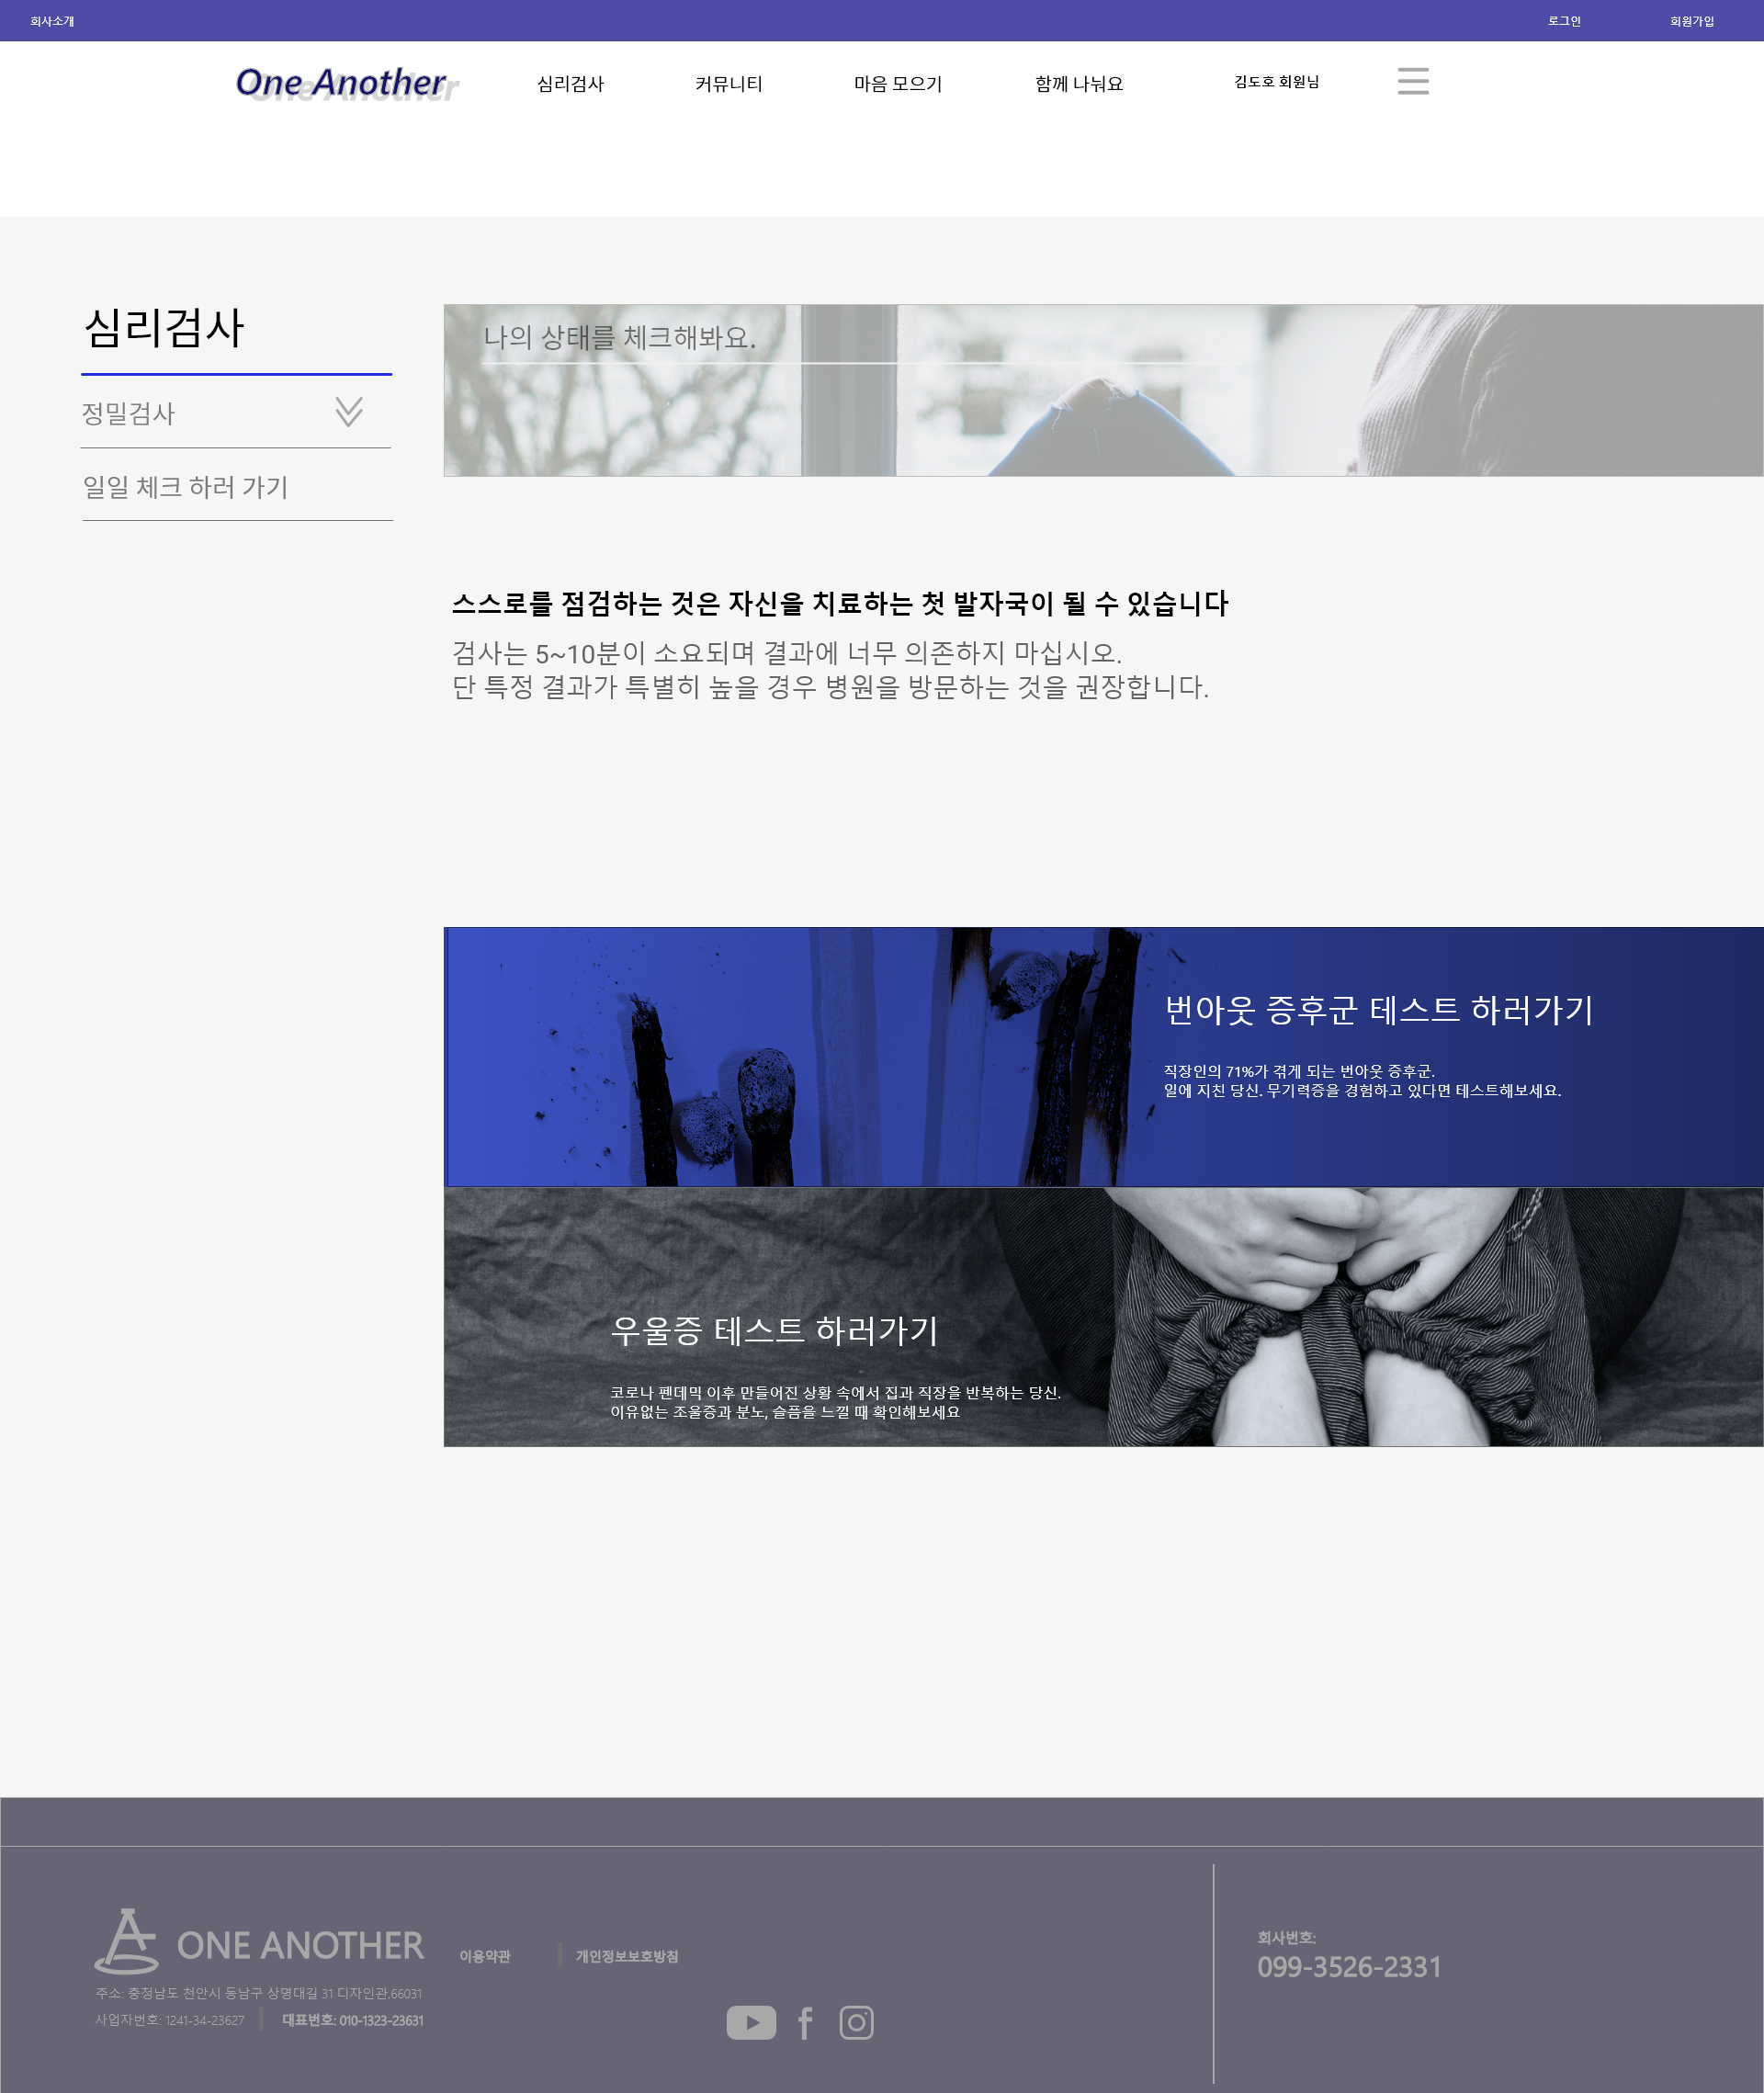 회사소개
로그인
회원가입
One Another
심리검사
커뮤니티
마음 모으기
함께 나눠요
김도호 회원님
심리검사
정밀검사
일일 체크 하러 가기
나의 상태를 체크해봐요.
스스로를 점검하는 것은 자신을 치료하는 첫 발자국이 될 수 있습니다
검사는 5~10분이 소요되며 결과에 너무 의존하지 마십시오.
단 특정 결과가 특별히 높을 경우 병원을 방문하는 것을 권장합니다.
번아웃 증후군 테스트 하러가기
직장인의 71%가 겪게 되는 번아웃 증후군.
일에 지친 당신. 무기력증을 경험하고 있다면 테스트해보세요.
우울증 테스트 하러가기
코로나 펜데믹 이후 만들어진 상황 속에서 집과 직장을 반복하는 당신.
이유없는 조울증과 분노, 슬픔을 느낄 때 확인해보세요
ONE ANOTHER
이용약관
개인정보보호방침
주소: 충청남도 천안시 동남구 상명대길 31 디자인관,66031
사업자번호: 1241-34-23627
대표번호: 010-1323-23631
회사번호:
099-3526-2331